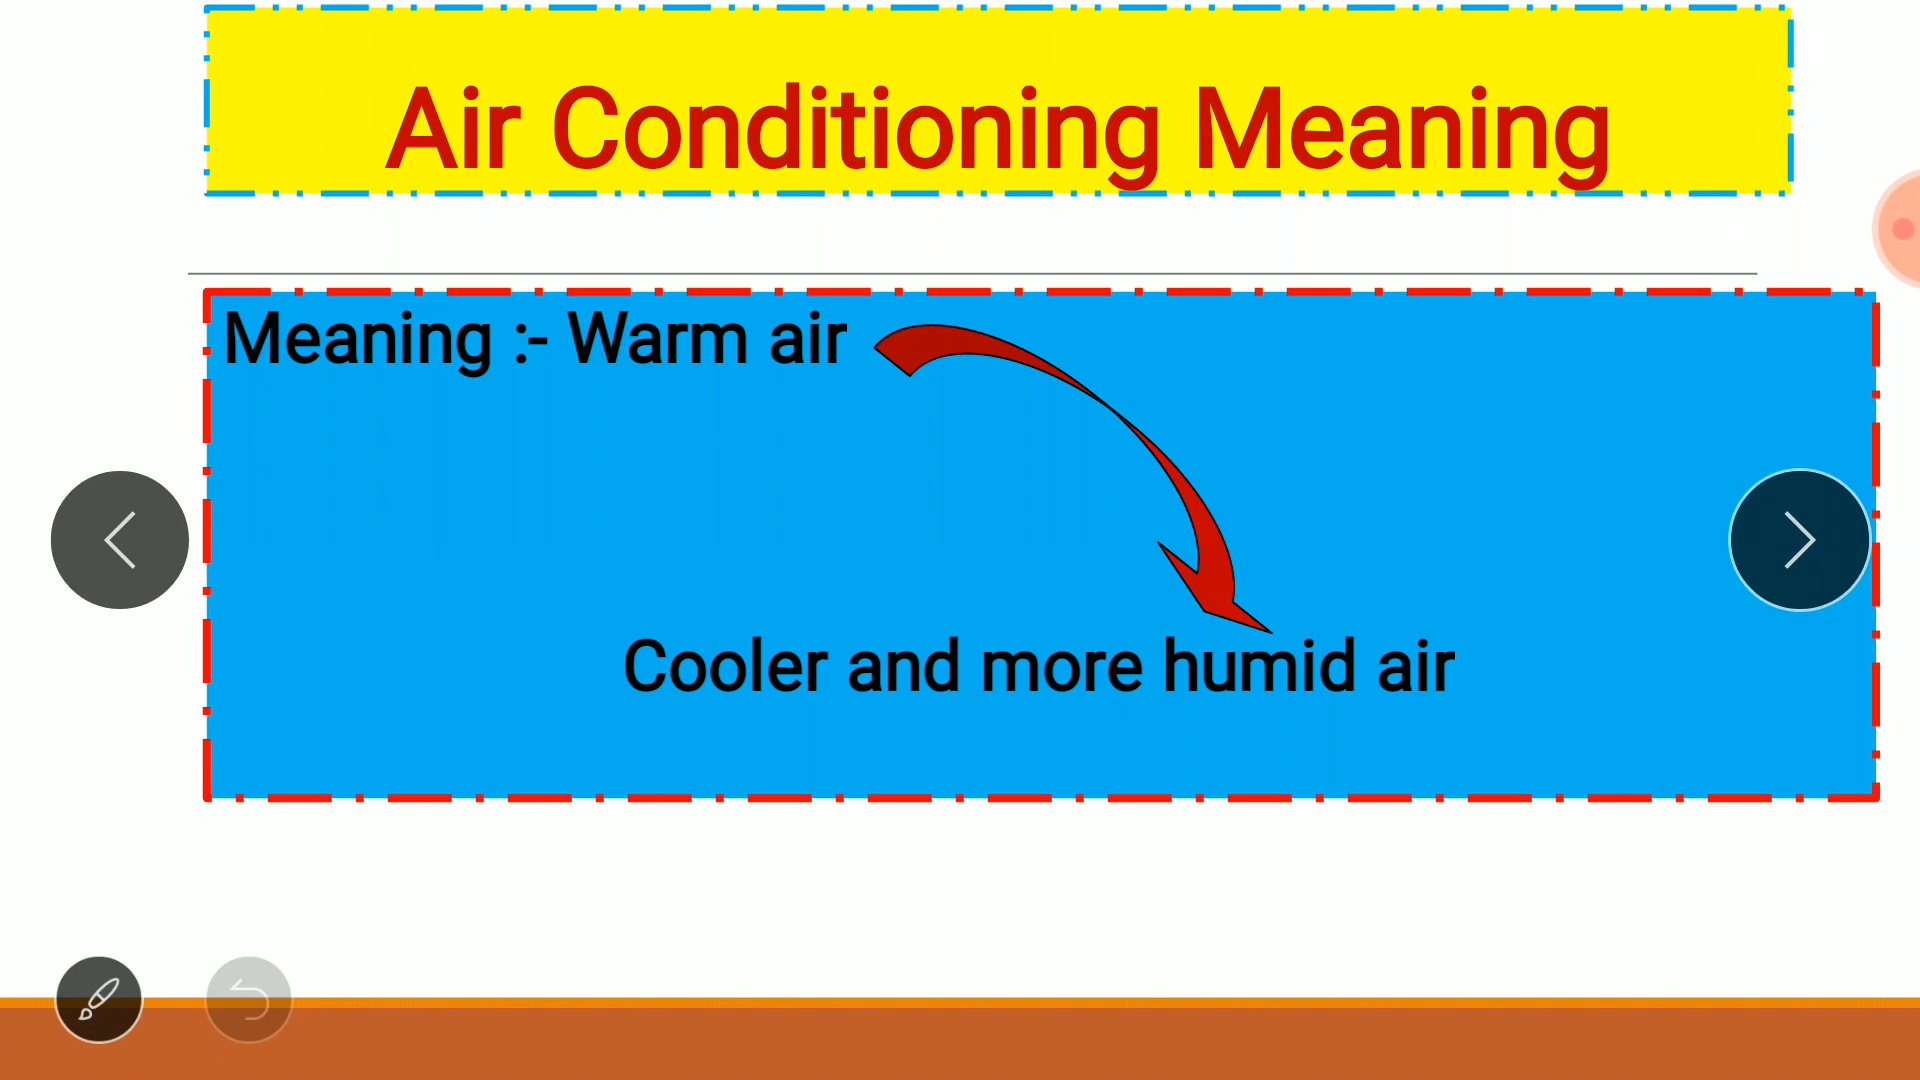 Air Conditioning Meaning
Meaning :- Warm air
Cooler and more humid air